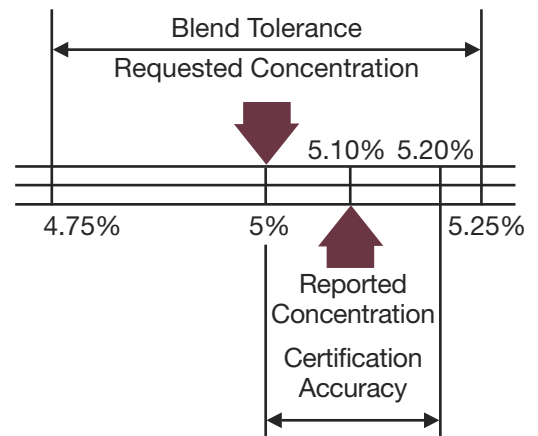 Blend Tolerance
Requested Concentration
5.10% 5.20%
4.75% 5% 5.25%
Reported
Concentration
Certification
Accuracy